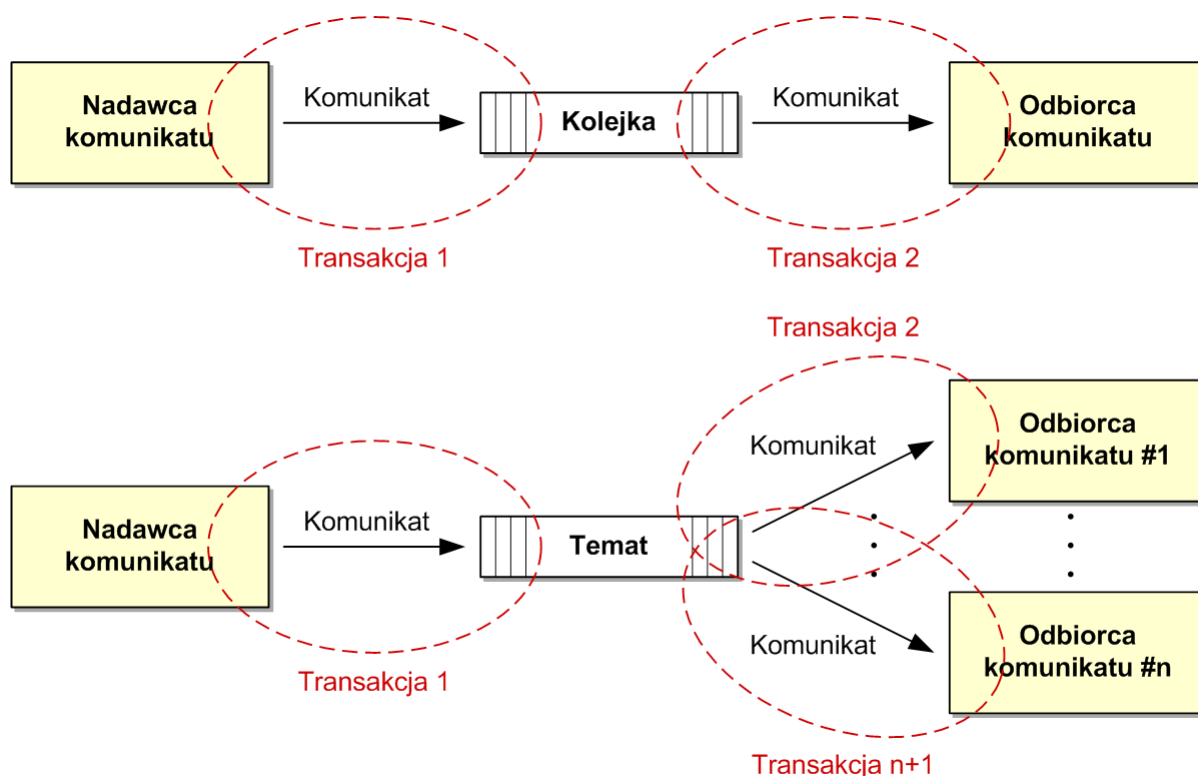 Nadawca
komunikatu
Komunikat
Kolejka
Komunikat
Odbiorca
komunikatu
Transakcja 1
Transakcja 2
Transakcja 2
Nadawca
komunikatu
Komunikat
Temat
Komunikat
Odbiorca
komunikatu #1
Komunikat
Odbiorca
komunikatu #n
Transakcja 1
Transakcja n+1